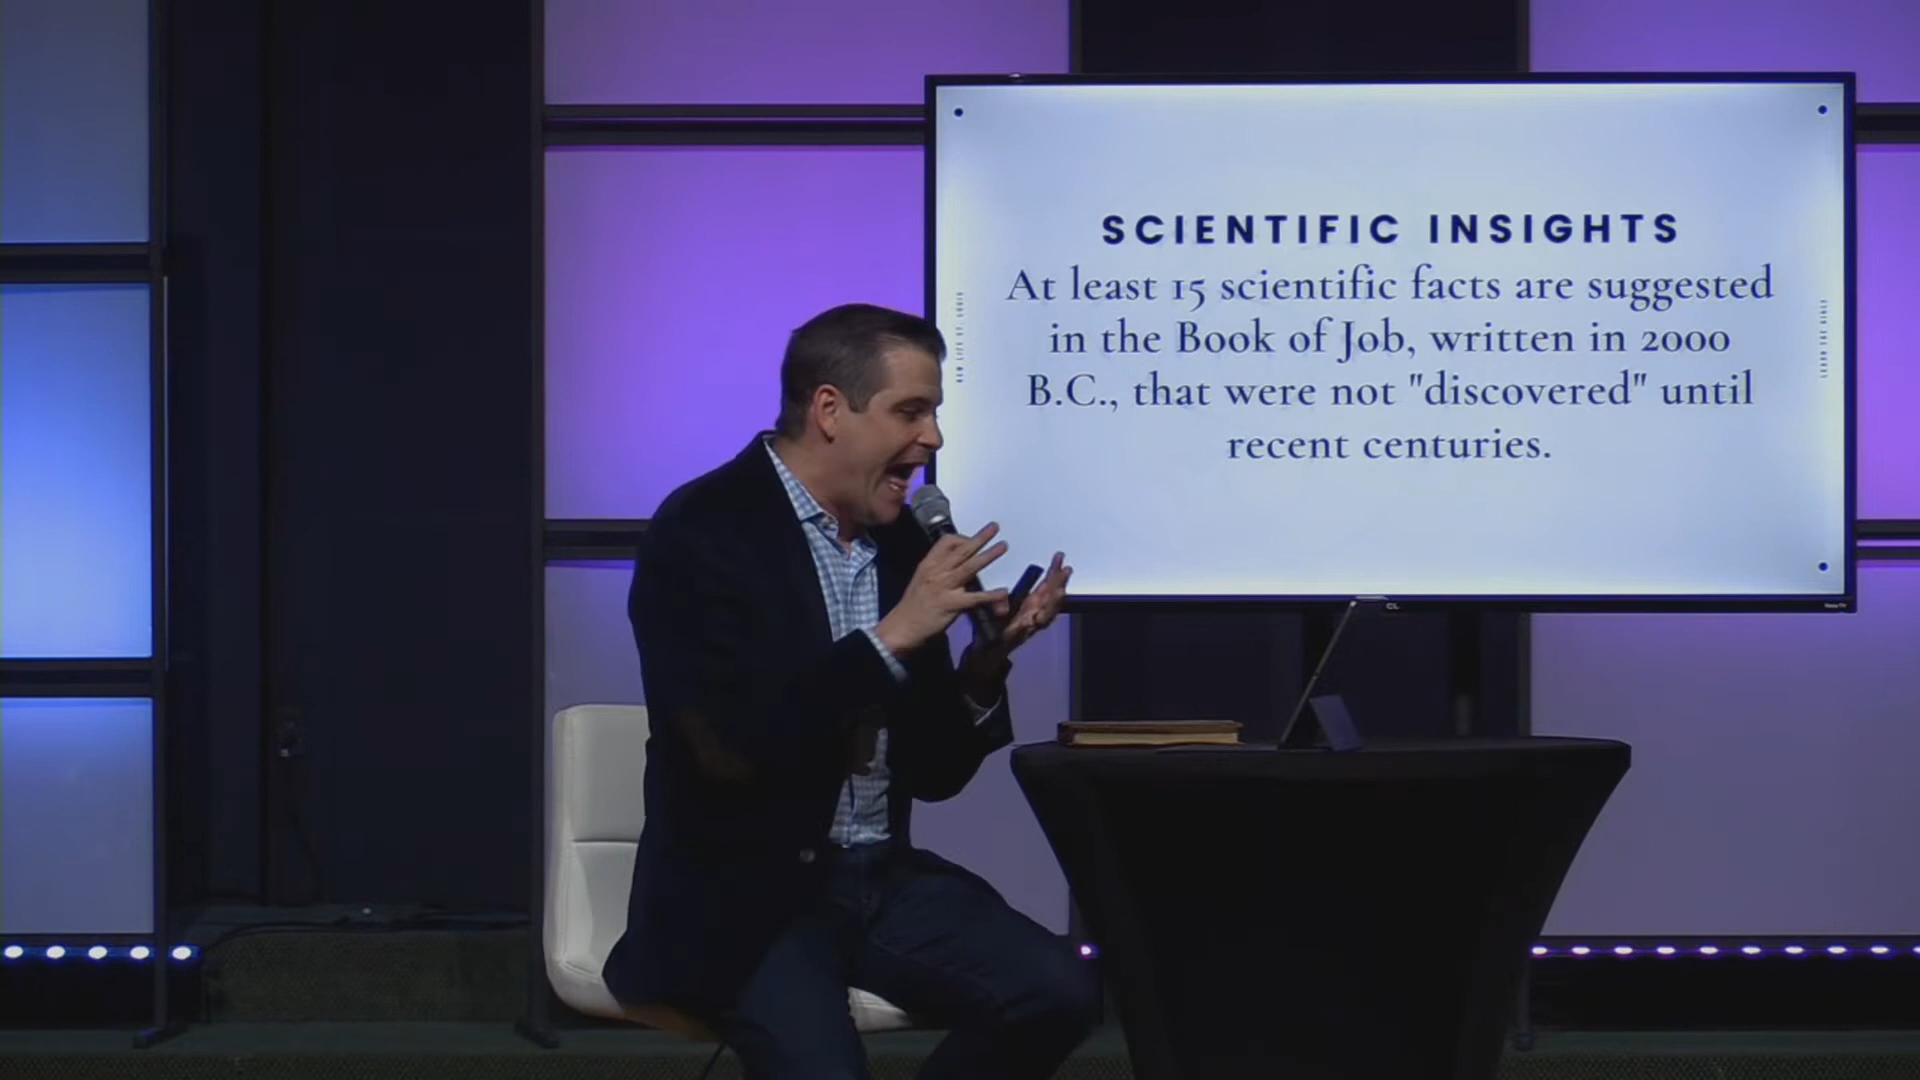 SCIENTIFIC INSIGHTS
At least 15 scientific facts are suggested
in the Book of Job, written in 2000
B.C., that were not "discovered" until
recent centuries.